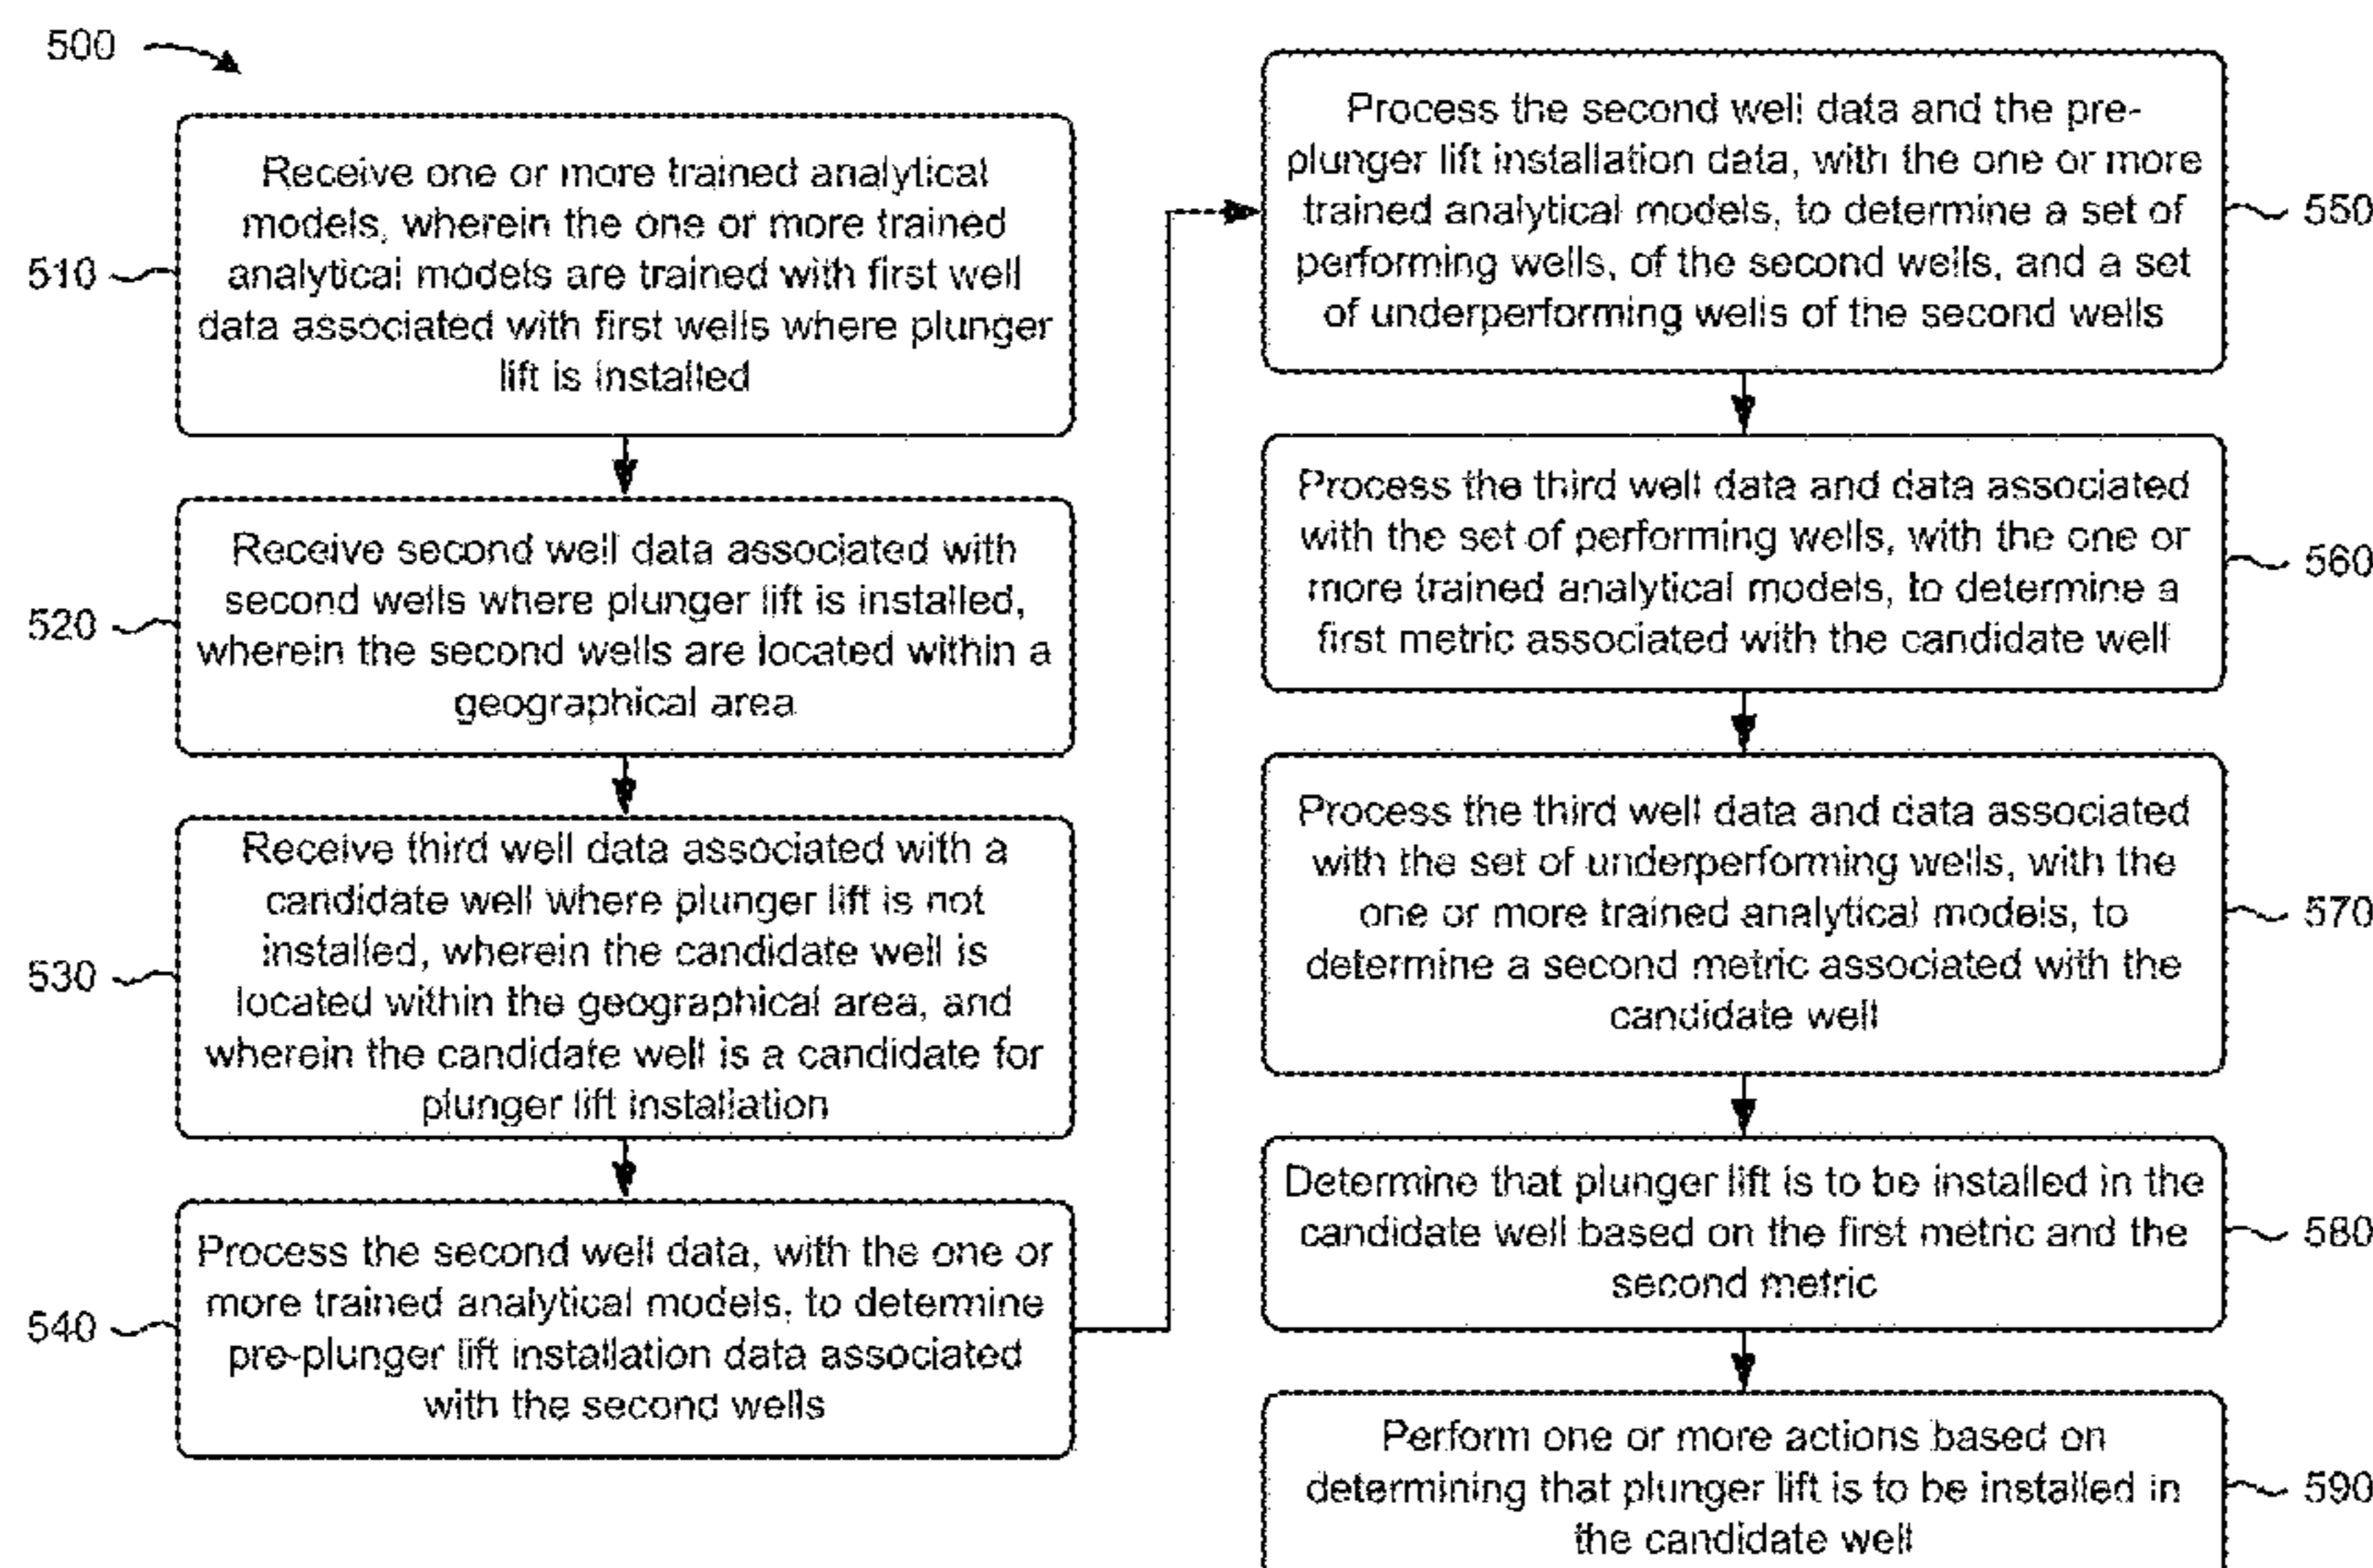 500
Receive one or more trained analytical
models, wherein the one or more trained
analytical models are trained with first well
data associated with first wells where plunger
lift is installed
510
Receive second well data associated with
second wells where plunger lift is installed,
wherein the second wells are located within a
geographical area
520
Receive third well data associated with a
candidate well where plunger lift is not
installed, wherein the candidate well is
located within the geographical area, and
wherein the candidate well is a candidate for
plunger lift installation
530
Process the second well data, with the one or
more trained analytical models, to determine
pre-plunger lift installation data associated
with the second wells
540
Process the second well data and the pre-
plunger lift installation data, with the one or more
trained analytical models, to determine a set of
performing wells, of the second wells, and a set
of underperforming wells of the second wells
550
Process the third well data and data associated
with the set of performing wells, with the one or
more trained analytical models, to determine a
first metric associated with the candidate well
560
Process the third well data and data associated
with the set of underperforming wells, with the
one or more trained analytical models, to
determine a second metric associated with the
candidate well
570
Determine that plunger lift is to be installed in the
candidate well based on the first metric and the
second metric
580
Perform one or more actions based on
determining that plunger lift is to be installed in
the candidate well
590